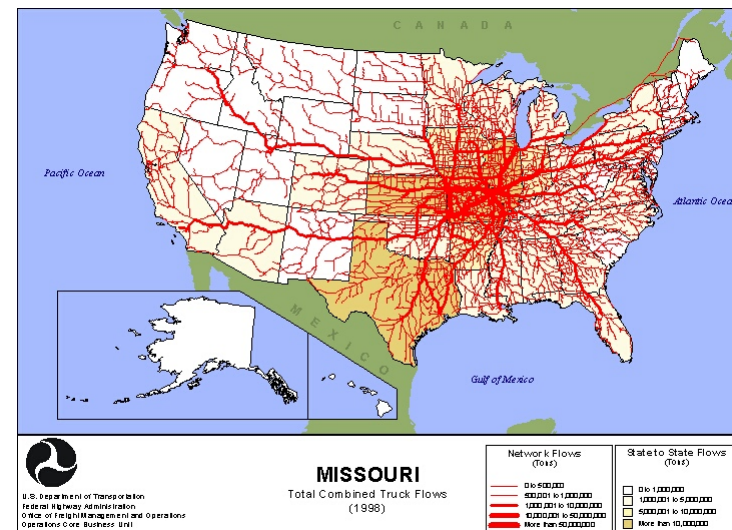 CANADA
Pacific Ocean
Atlantic Ocea
MEXICO
Gulf of Mexico
U.S. Department of Transportation
Federal Highway Administration
Office of Freight Management and Operations
Operations Core Business Unit
MISSOURI
Total Combined Truck Flows
(1998)
Network Flows
(Tons)
0 to 500,000
500,001 to 1,000,000
1,000,001 to 10,000,000
10,000,001 to 50,000,000
More than 50,000,000
State to State Flows
(Tons)
0 to 1,000,000
1,000,001 to 5,000,000
5,000,001 to 10,000,000
More than 10,000,000